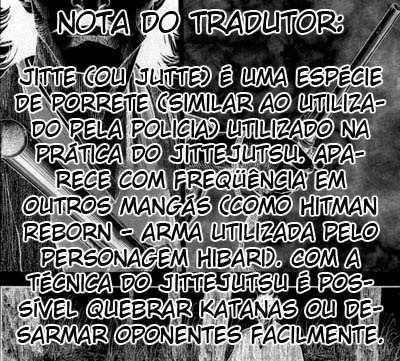 NOTA DO TRADUTOR:
JITTE (OU JUTTE) É UMA ESPÉCIE
DE PORRETE (SIMILAR AO UTILIZA-
DO PELA POLICIA) UTILIZADO NA
PRÁTICA DO JITTEJUTSU. APA-
RECE COM FREQÜÊNCIA EM
OUTROS MANGÁS (COMO HITMAN
REBORN - ARMA UTILIZADA PELO
PERSONAGEM HIBARI). COM A
TÉCNICA DO JITTEJUTSU É POS-
SÍVEL QUEBRAR KATANAS OU DE-
SARMAR OPONENTES FACILMENTE.